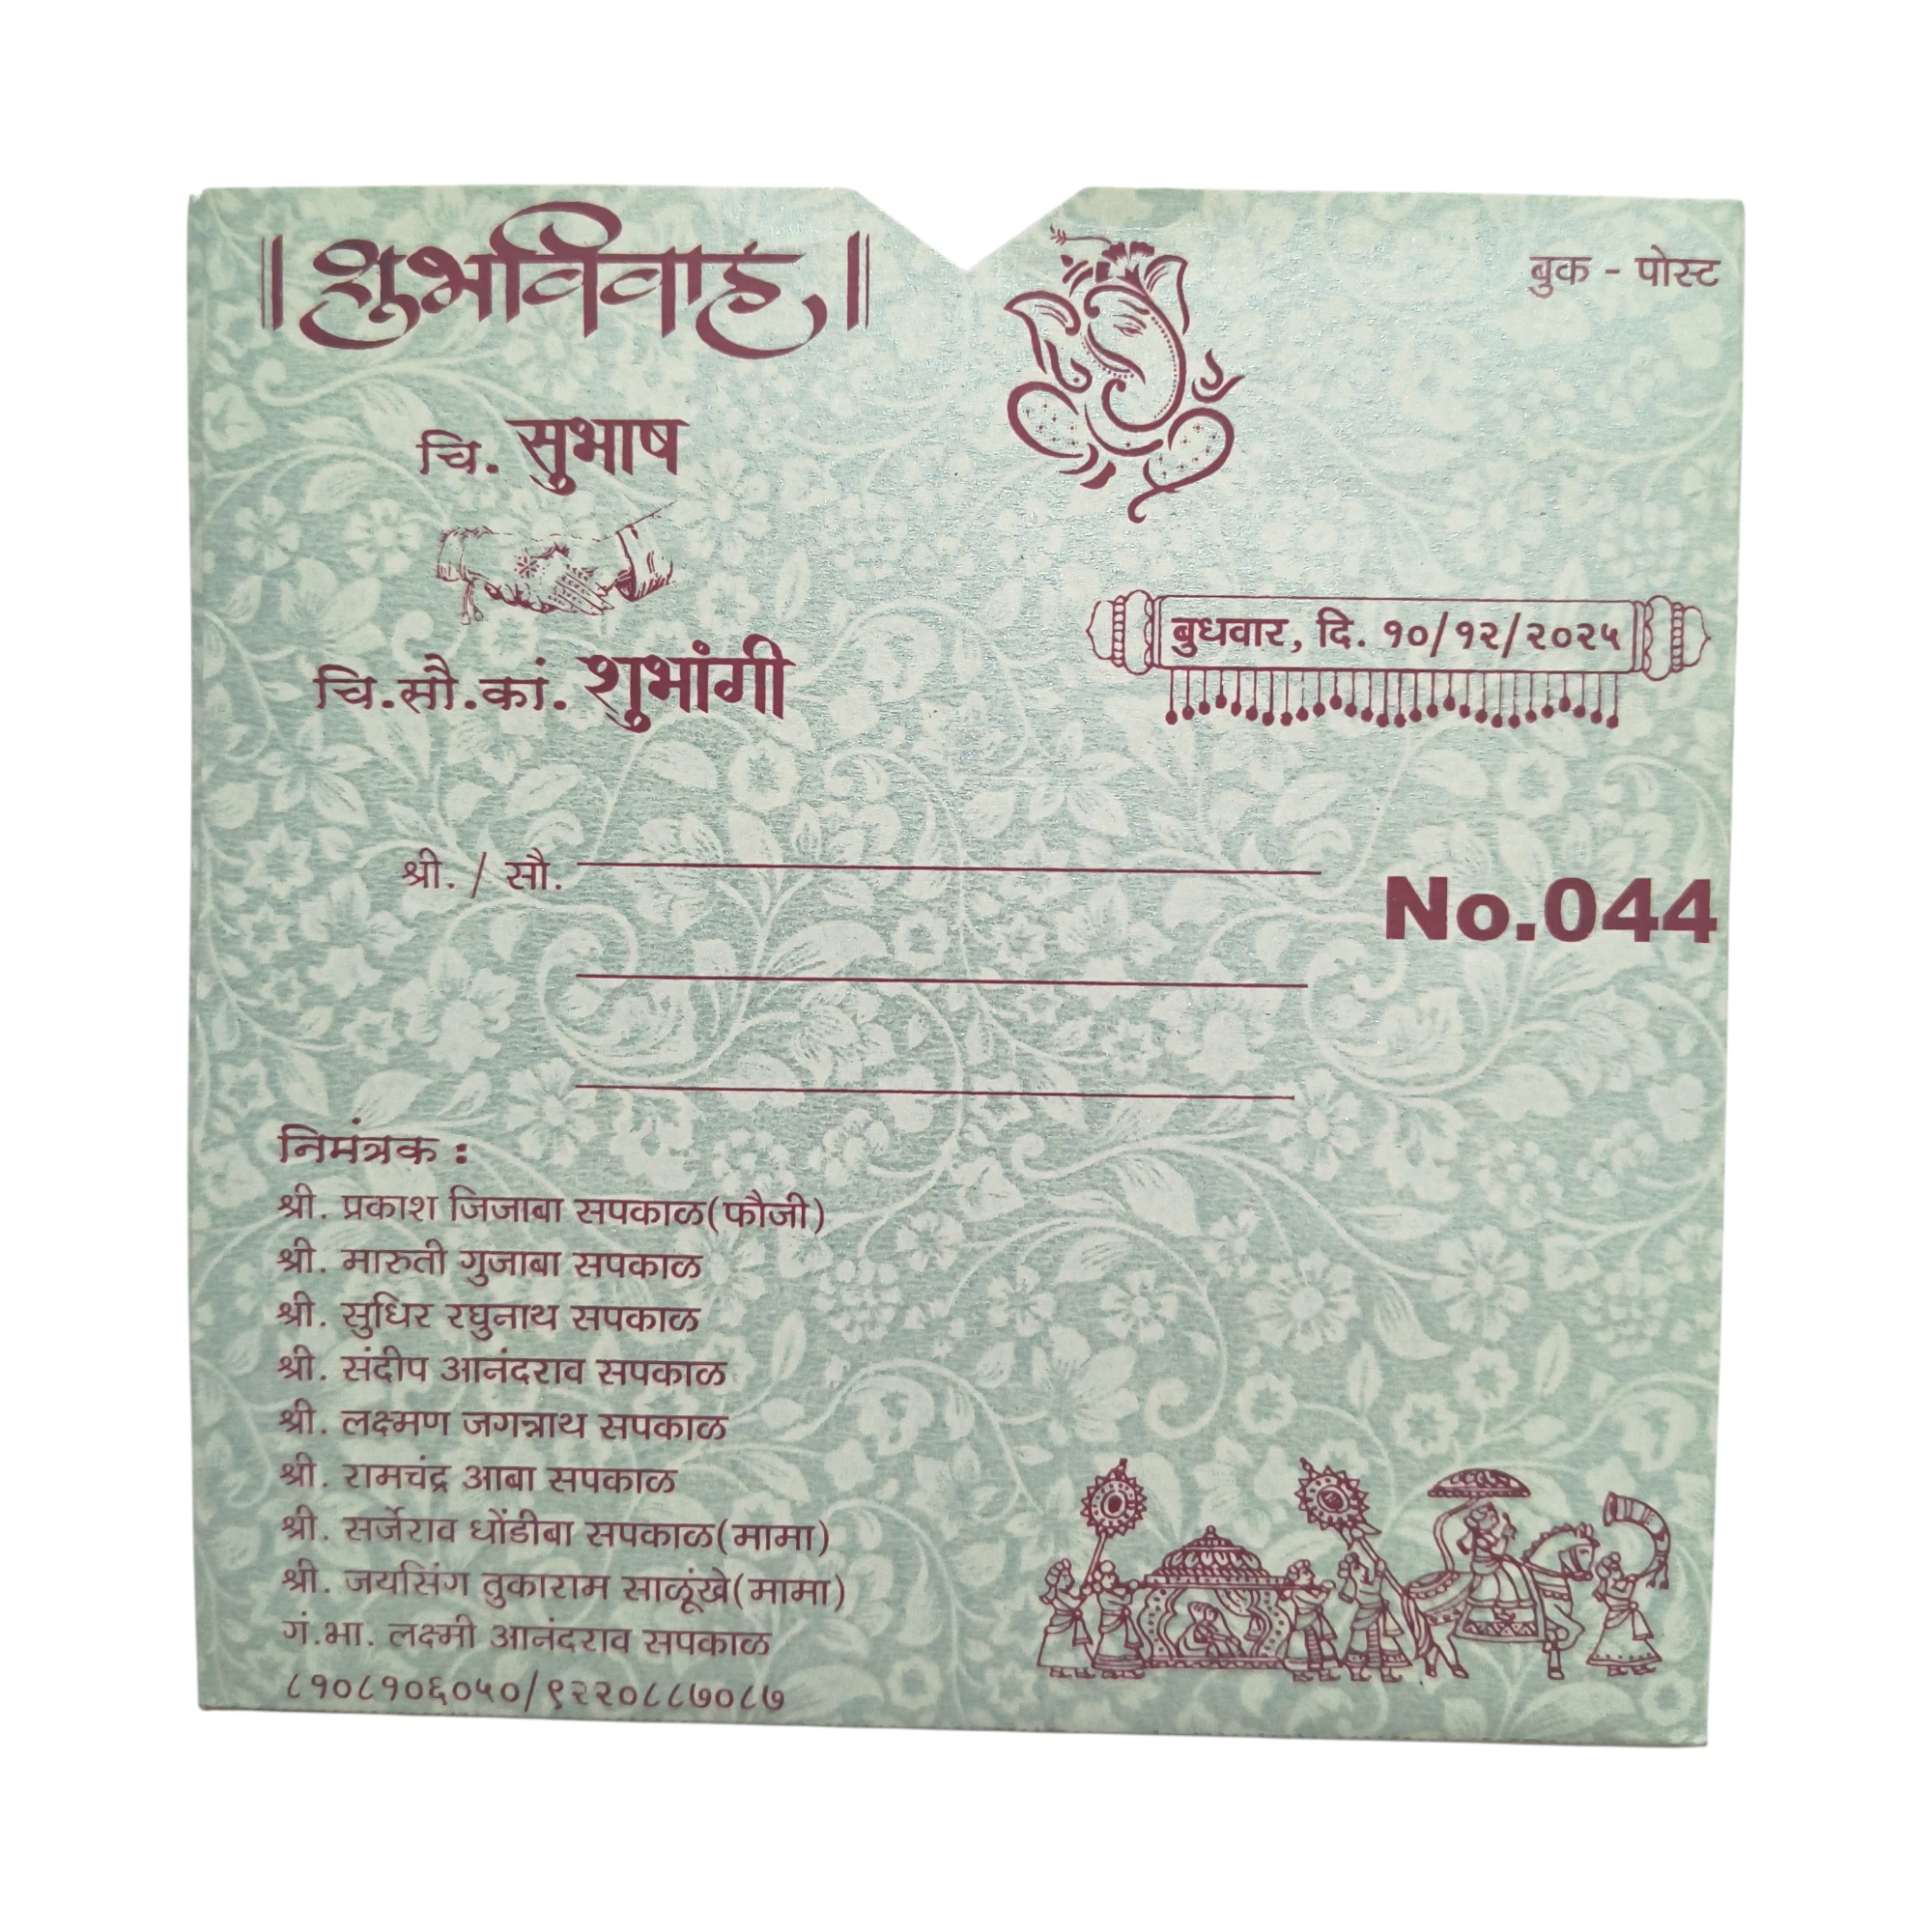 ॥ शुभविवाह ॥
बुक - पोस्ट
चि. सुभाष
चि.सौ.कां. शुभांगी
बुधवार, दि. १०/१२/२०२५
श्री. / सौ.
No.044
निमंत्रक :
श्री. प्रकाश जिजाबा सपकाळ(फौजी)
श्री. मारुती गुजाबा सपकाळ
श्री. सुधिर रघुनाथ सपकाळ
श्री. संदीप आनंदराव सपकाळ
श्री. लक्ष्मण जगन्नाथ सपकाळ
श्री. रामचंद्र आबा सपकाळ
श्री. सर्जेराव धोंडीबा सपकाळ(मामा)
श्री. जयसिंग तुकाराम साळूंखे(मामा)
गं.भा. लक्ष्मी आनंदराव सपकाळ
८१०८१०६०५०/९२२०८८७०८७